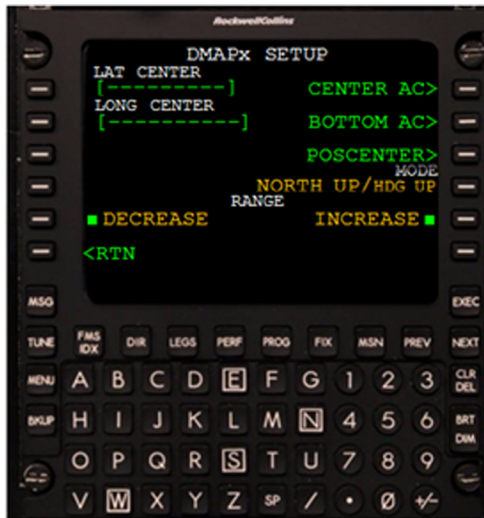 RockwellCollins
DMAPx SETUP
LAT CENTER
[----------] CENTER AC>
LONG CENTER
[-----------] BOTTOM AC>
POSCENTER>
MODE
NORTH UP/HDG UP
RANGE
DECREASE INCREASE
<RTN
MSG EXEC
TUNE FMS IDX DIR LEGS PERF PROG FIX MSN PREV NEXT
MENU A B C D E F G 1 2 3 CLR DEL
BKUP H I J K L M N 4 5 6 BRT DIM
O P Q R S T U 7 8 9
V W X Y Z SP / . Ø +/-